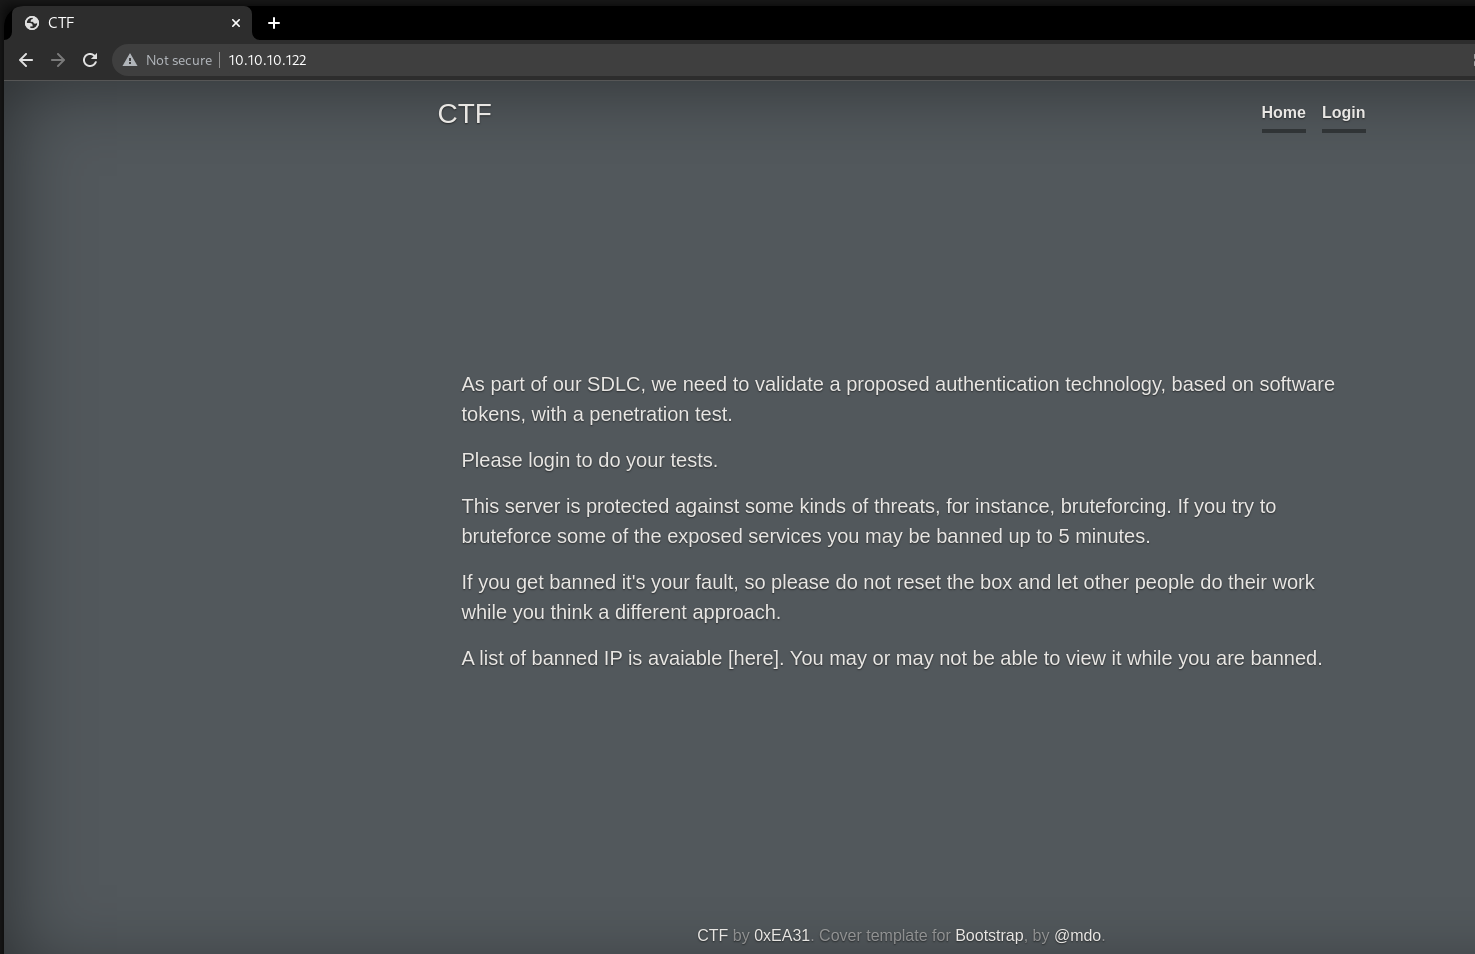 CTF
Not secure
10.10.10.122
CTF
Home
Login
As part of our SDLC, we need to validate a proposed authentication technology, based on software
tokens, with a penetration test.
Please login to do your tests.
This server is protected against some kinds of threats, for instance, bruteforcing. If you try to
bruteforce some of the exposed services you may be banned up to 5 minutes.
If you get banned it's your fault, so please do not reset the box and let other people do their work
while you think a different approach.
A list of banned IP is avaiable [here]. You may or may not be able to view it while you are banned.
CTF by 0xEA31. Cover template for Bootstrap, by @mdo.